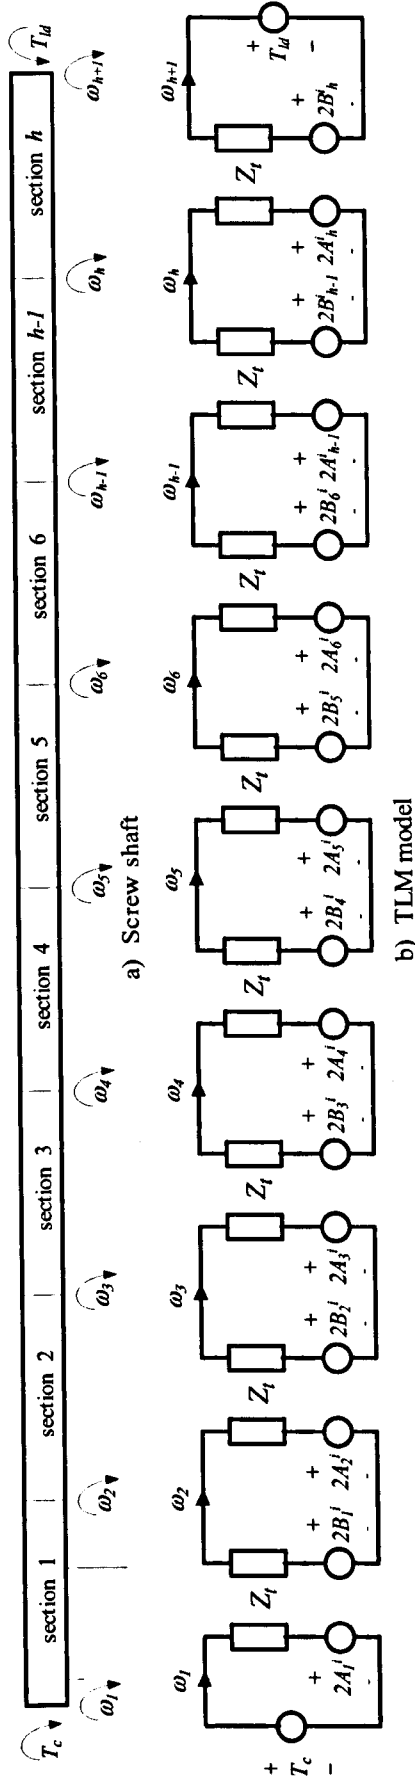 T_c T_ld
section 1 section 2 section 3 section 4 section 5 section 6 section h-1 section h
ω_1 ω_2 ω_3 ω_4 ω_5 ω_6 ω_h-1 ω_h ω_h+1
a) Screw shaft
ω_1 ω_2 ω_3 ω_4 ω_5 ω_6 ω_h-1 ω_h ω_h+1
Z_t Z_t Z_t Z_t Z_t Z_t Z_t Z_t
+ + + + + + + + + + + + + + + + + +
T_c 2A_1^i 2B_1^i 2A_2^i 2B_2^i 2A_3^i 2B_3^i 2A_4^i 2B_4^i 2A_5^i 2B_5^i 2A_6^i 2B_6^i 2A_h-1^i 2B_h-1^i 2A_h^i 2B_h^i T_ld
- - - - - - - - - - - - - - - - - -
b) TLM model